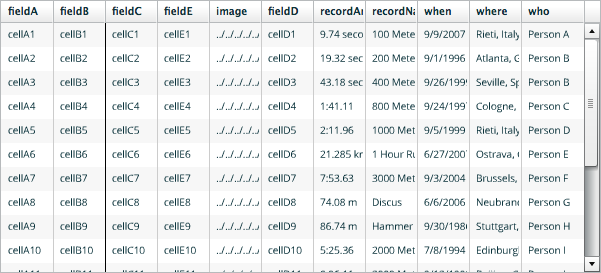 fieldA fieldB fieldC fieldE image fieldD recordAr recordNa when where who
cellA1 cellB1 cellC1 cellE1 ../../../../../ cellD1 9.74 seco 100 Mete 9/9/2007 Rieti, Italy Person A
cellA2 cellB2 cellC2 cellE2 ../../../../../ cellD2 19.32 sec 200 Mete 9/1/1996 Atlanta, G Person B
cellA3 cellB3 cellC3 cellE3 ../../../../../ cellD3 43.18 sec 400 Mete 9/26/1999 Seville, Sp Person B
cellA4 cellB4 cellC4 cellE4 ../../../../../ cellD4 1:41.11 800 Mete 9/24/1997 Cologne, Person C
cellA5 cellB5 cellC5 cellE5 ../../../../../ cellD5 2:11.96 1000 Met 9/5/1999 Rieti, Italy Person D
cellA6 cellB6 cellC6 cellE6 ../../../../../ cellD6 21.285 kr 1 Hour Ru 6/27/2007 Ostrava, Person E
cellA7 cellB7 cellC7 cellE7 ../../../../../ cellD7 7:53.63 3000 Met 9/3/2004 Brussels, Person F
cellA8 cellB8 cellC8 cellE8 ../../../../../ cellD8 74.08 m Discus 6/6/2006 Neubran Person G
cellA9 cellB9 cellC9 cellE9 ../../../../../ cellD9 86.74 m Hammer 9/30/198 Stuttgart, Person H
cellA10 cellB10 cellC10 cellE10 ../../../../../ cellD10 5:25.36 2000 Met 7/8/1994 Edinburgl Person I